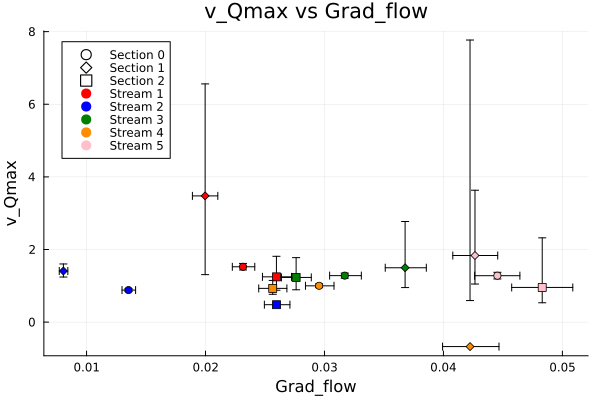 v_Qmax vs Grad_flow
8
6
4
2
0
v_Qmax
Section 0
Section 1
Section 2
Stream 1
Stream 2
Stream 3
Stream 4
Stream 5
0.01
0.02
0.03
0.04
0.05
Grad_flow